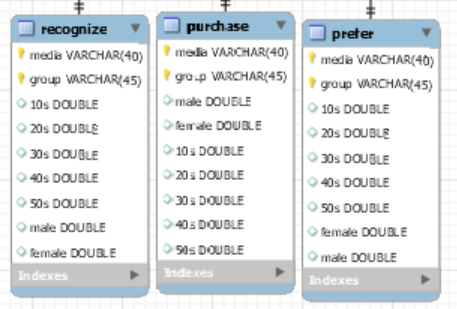 recognize
media VARCHAR(40)
group VARCHAR(45)
10s DOUBLE
20s DOUBLE
30s DOUBLE
40s DOUBLE
50s DOUBLE
male DOUBLE
female DOUBLE
Indexes
purchase
media VARCHAR(40)
group VARCHAR(45)
male DOUBLE
female DOUBLE
10s DOUBLE
20s DOUBLE
30s DOUBLE
40s DOUBLE
50s DOUBLE
Indexes
prefer
media VARCHAR(40)
group VARCHAR(45)
10s DOUBLE
20s DOUBLE
30s DOUBLE
40s DOUBLE
50s DOUBLE
female DOUBLE
male DOUBLE
Indexes